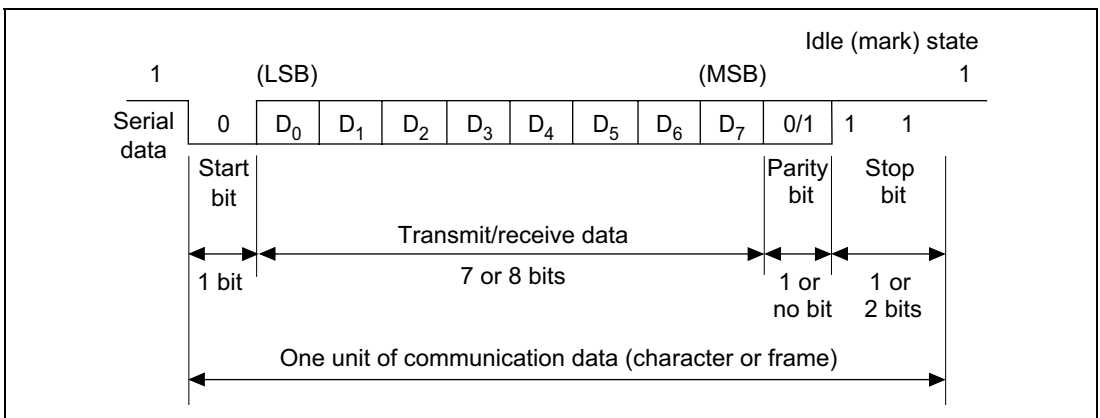 Idle (mark) state
1 (LSB) (MSB) 1
Serial data
0 D0 D1 D2 D3 D4 D5 D6 D7 0/1 1 1
Start bit
Parity bit
Stop bit
Transmit/receive data
1 bit
7 or 8 bits
1 or no bit
1 or 2 bits
One unit of communication data (character or frame)